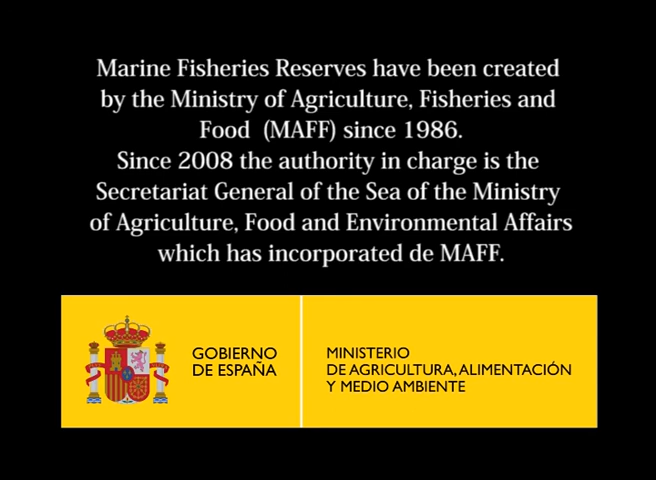 Marine Fisheries Reserves have been created
by the Ministry of Agriculture, Fisheries and
Food (MAFF) since 1986.
Since 2008 the authority in charge is the
Secretariat General of the Sea of the Ministry
of Agriculture, Food and Environmental Affairs
which has incorporated de MAFF.
GOBIERNO
DE ESPAÑA
MINISTERIO
DE AGRICULTURA, ALIMENTACIÓN
Y MEDIO AMBIENTE